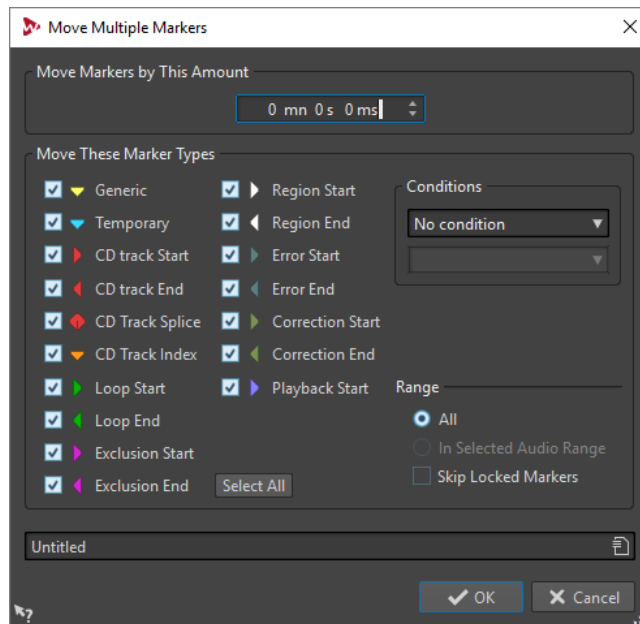 Move Multiple Markers
Move Markers by This Amount
0 mn 0 s 0 ms
Move These Marker Types
Generic
Temporary
CD track Start
CD track End
CD Track Splice
CD Track Index
Loop Start
Loop End
Exclusion Start
Exclusion End
Region Start
Region End
Error Start
Error End
Correction Start
Correction End
Playback Start
Select All
Conditions
No condition
Range
All
In Selected Audio Range
Skip Locked Markers
Untitled
OK
Cancel
?